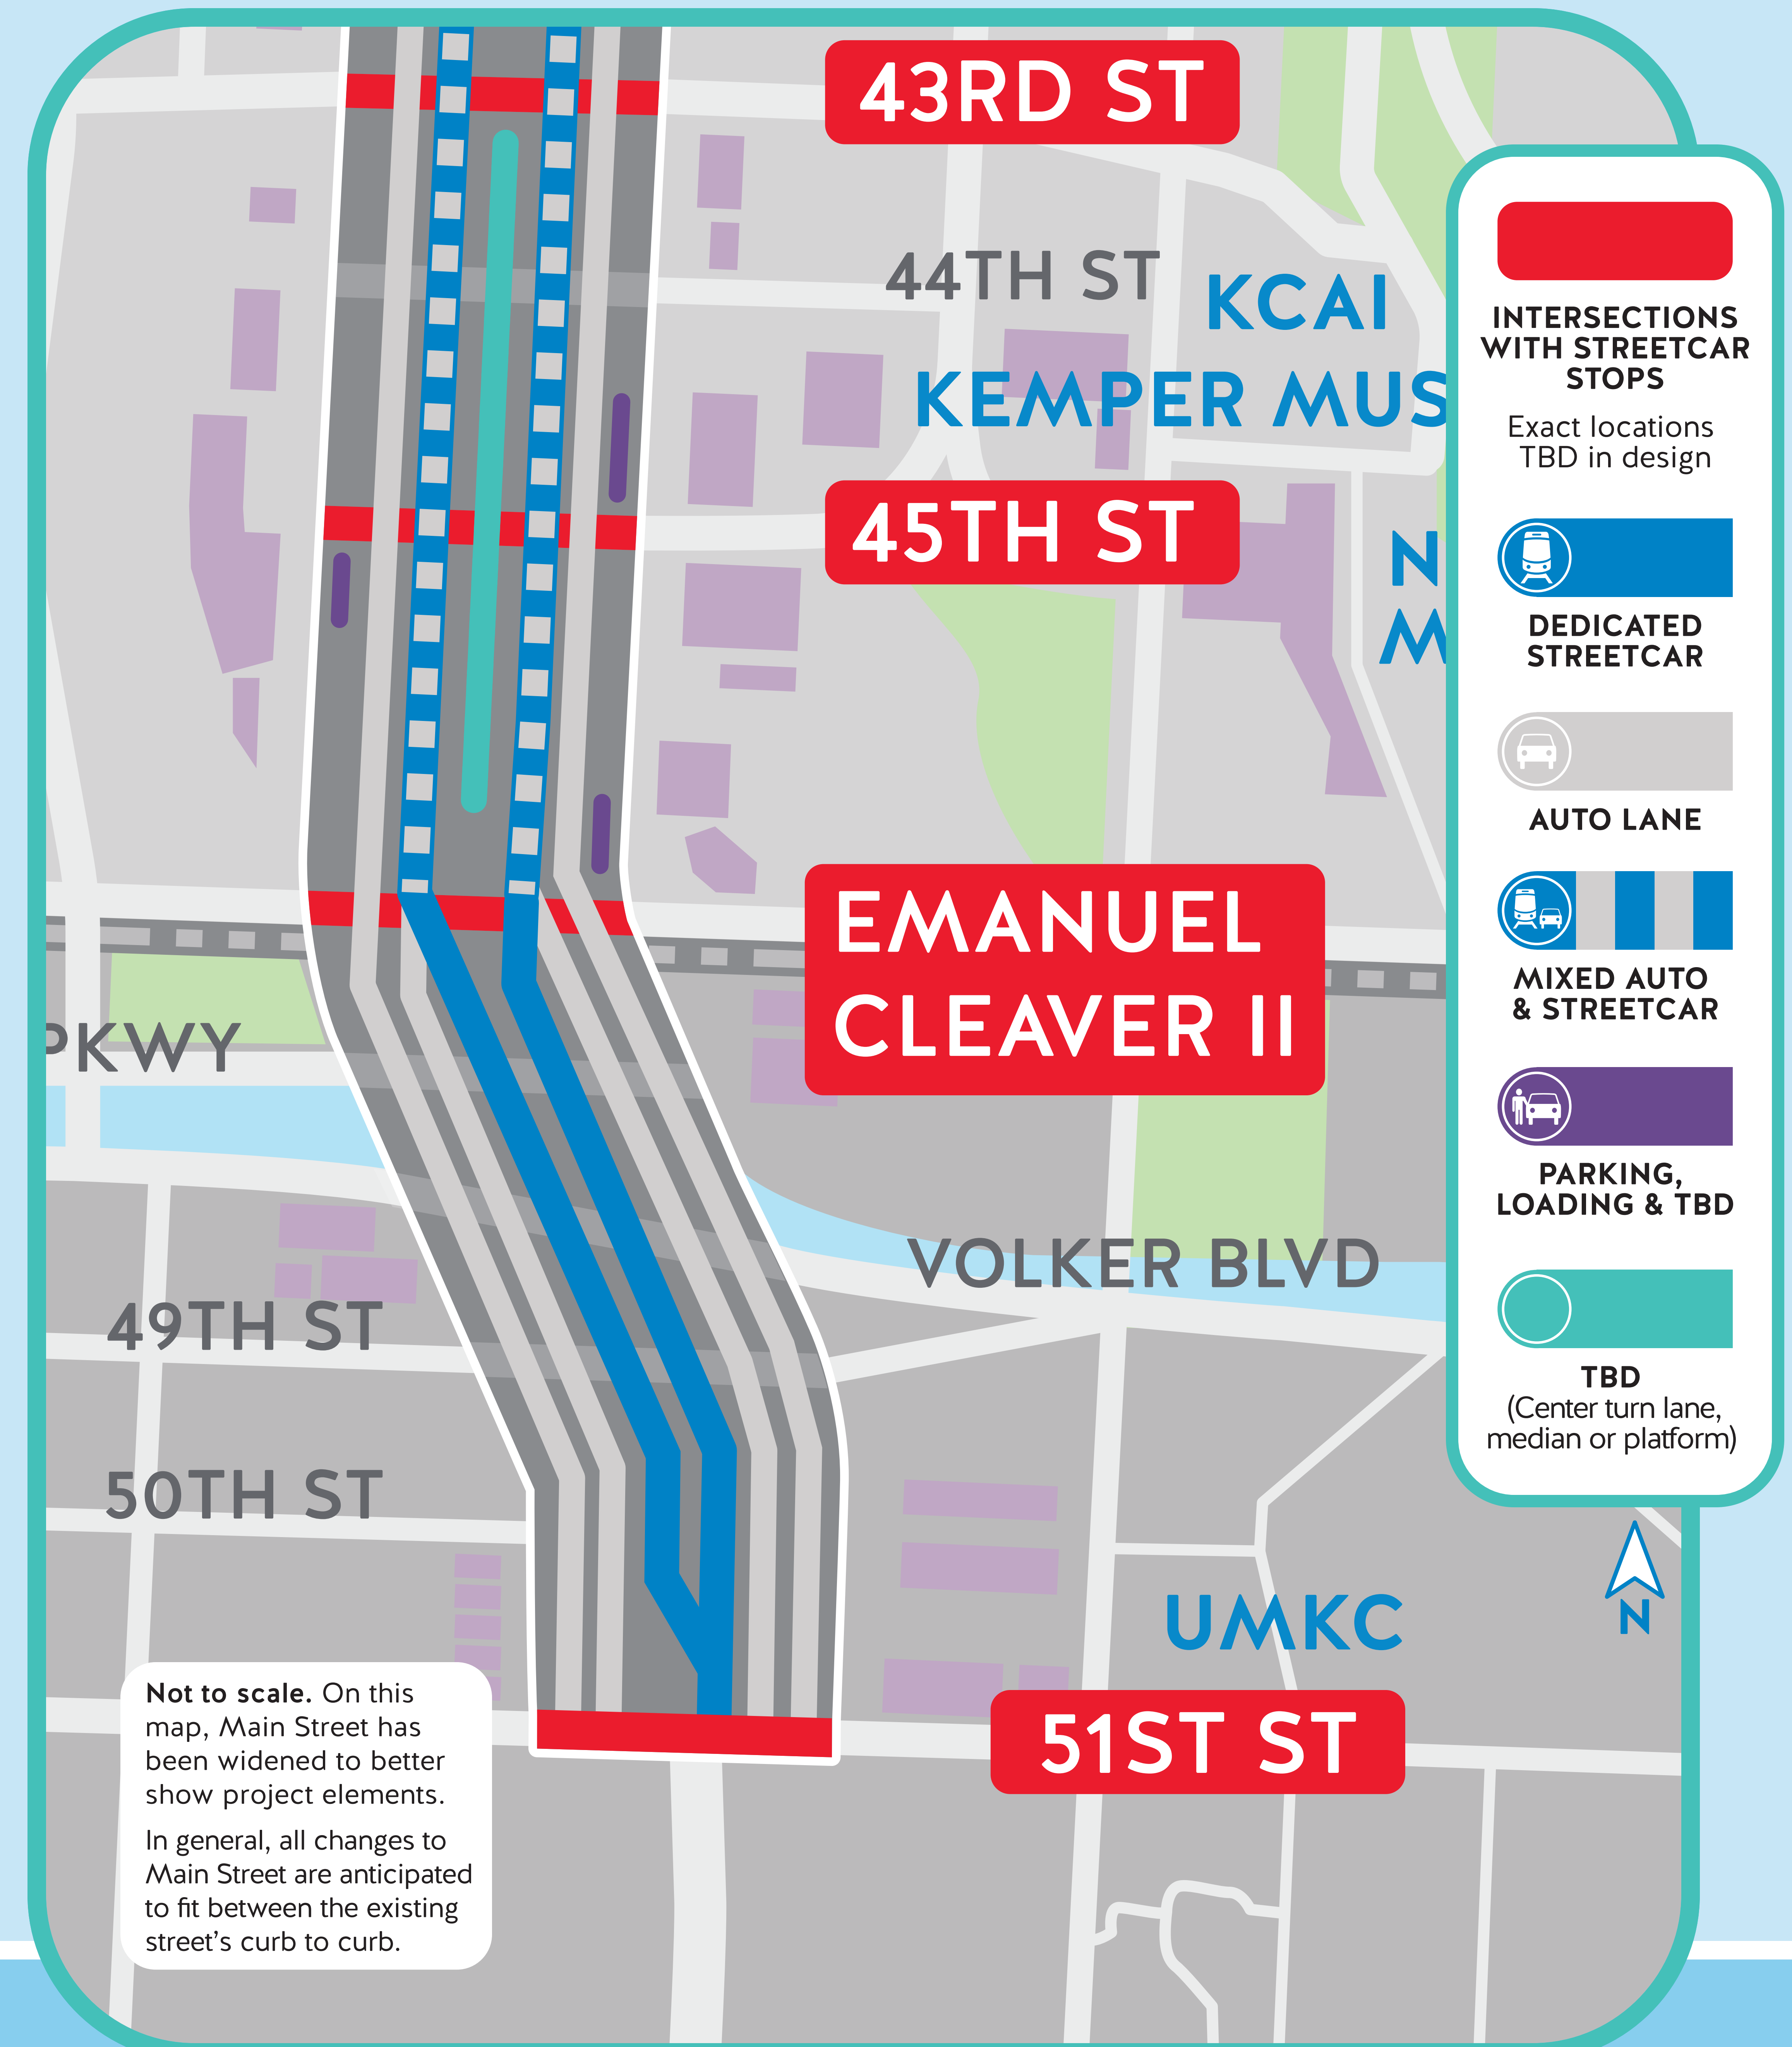 43RD ST
44TH ST
KCAI
KEMPER MUS
45TH ST
N
M
EMANUEL
CLEAVER II
PKWY
VOLKER BLVD
49TH ST
50TH ST
UMKC
51ST ST
Not to scale. On this
map, Main Street has
been widened to better
show project elements.
In general, all changes to
Main Street are anticipated
to fit between the existing
street's curb to curb.
INTERSECTIONS
WITH STREETCAR
STOPS
Exact locations
TBD in design
DEDICATED
STREETCAR
AUTO LANE
MIXED AUTO
& STREETCAR
PARKING,
LOADING & TBD
TBD
(Center turn lane,
median or platform)
N